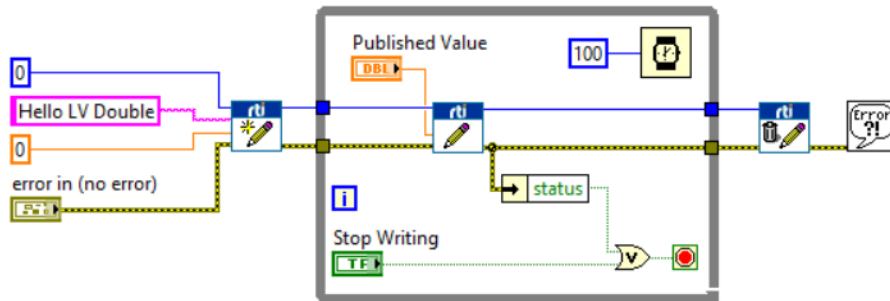 Published Value
100
DBL
0
rti
rti
rti
Hello LV Double
Error
?!
0
error in (no error)
status
i
Stop Writing
TF
V